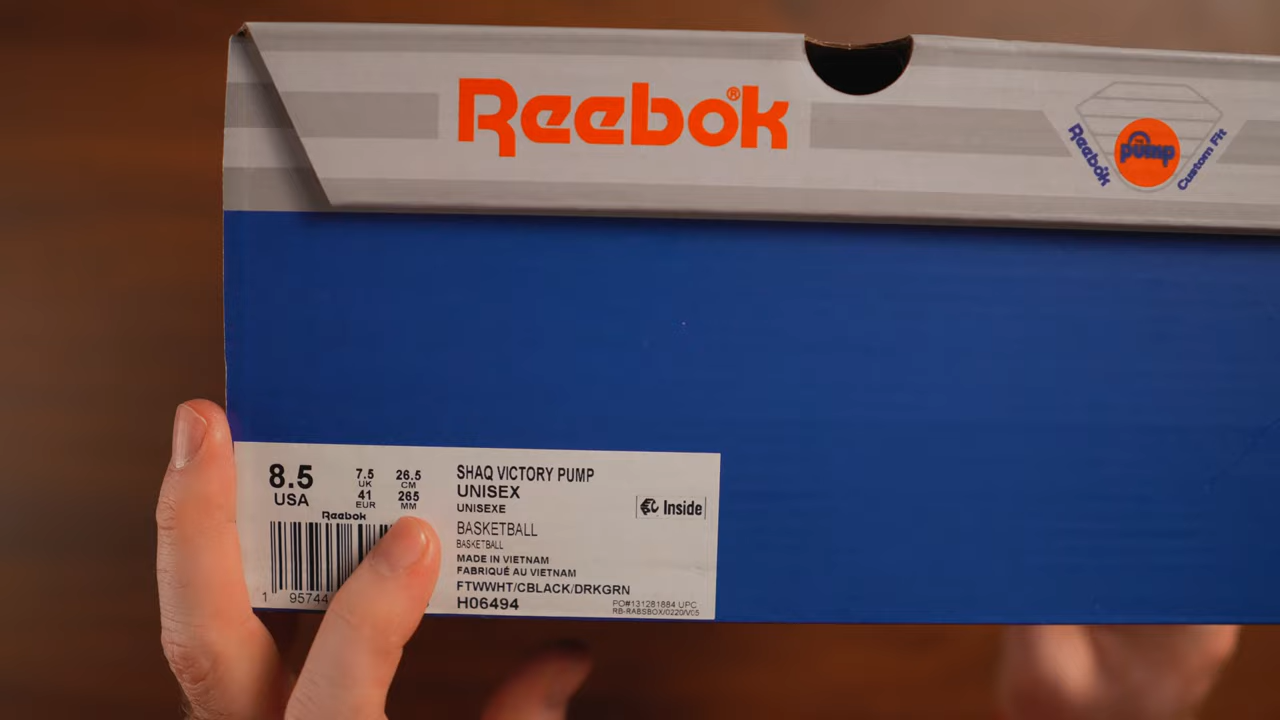 Reebok®
Reebok
pump
Custom Fit
8.5
USA
7.5
UK
41
EUR
26.5
CM
265
MM
Reebok
1 95744
SHAQ VICTORY PUMP
UNISEX
UNISEXE
BASKETBALL
BASKETBALL
MADE IN VIETNAM
FABRIQUÉ AU VIETNAM
FTWWHT/CBLACK/DRKGRN
H06494
Inside
PO#131281884 UPC
RB-RABSBOX/0220/V05